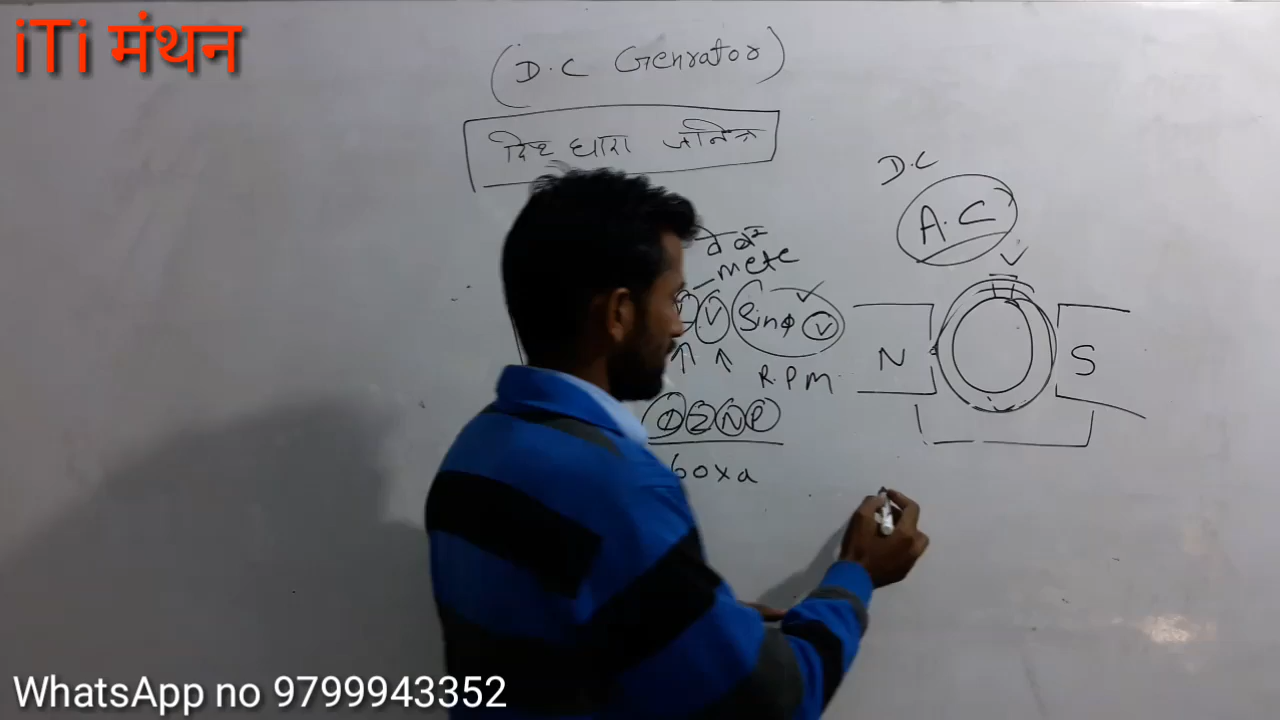 iTi मंथन
(D.C Genrator)
दिष्ट धारा जनित्र
D.C
A.C
mete
V
V Sinφ V
N
S
R.P.M.
φ Z N P
60xa
WhatsApp no 9799943352